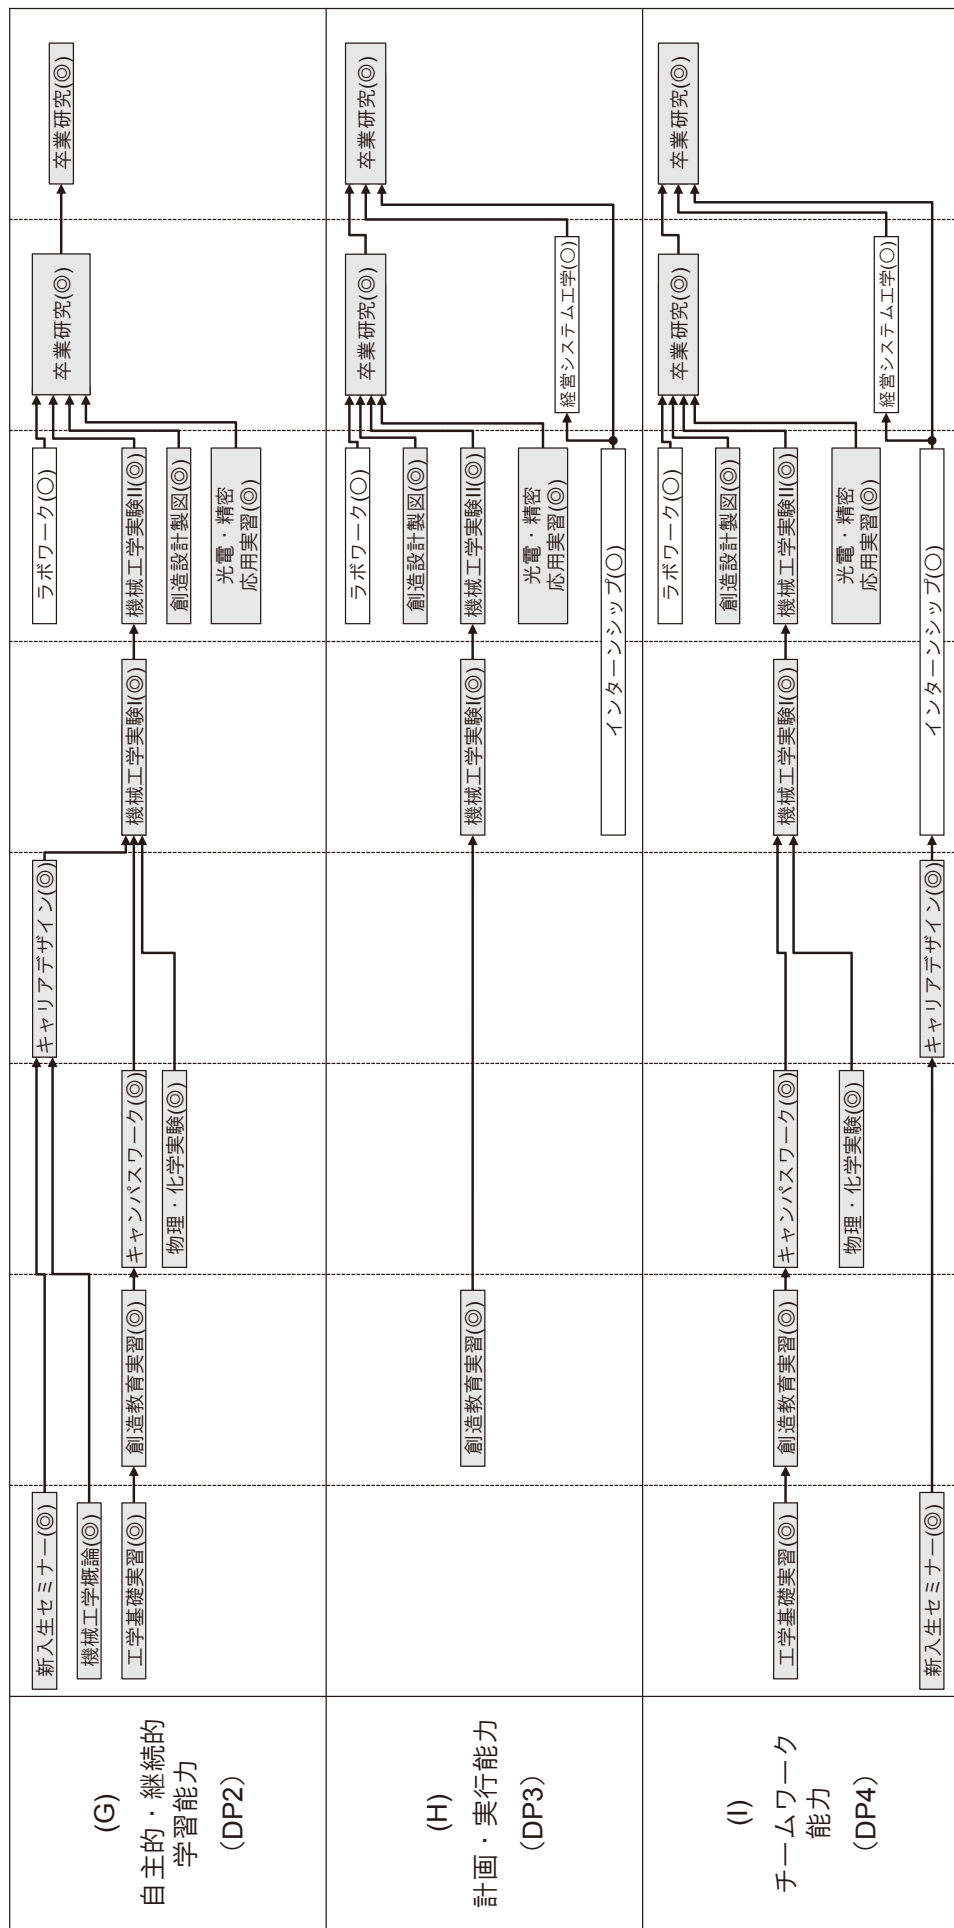 (G)
自主的・継続的
学習能力
（DP2）
新入生セミナー(◎)
機械工学概論(◎)
工学基礎実習(◎)
創造教育実習(◎)
キャンパスワーク(◎)
物理・化学実験(◎)
キャリアデザイン(◎)
機械工学実験I(◎)
ラボワーク(○)
機械工学実験II(◎)
創造設計製図(◎)
光電・精密
応用実習(◎)
卒業研究(◎)
卒業研究(◎)
(H)
計画・実行能力
（DP3）
創造教育実習(◎)
機械工学実験I(◎)
ラボワーク(○)
創造設計製図(◎)
機械工学実験II(◎)
光電・精密
応用実習(◎)
インターンシップ(○)
卒業研究(◎)
経営システム工学(○)
卒業研究(◎)
(I)
チームワーク
能力
（DP4）
工学基礎実習(◎)
新入生セミナー(◎)
創造教育実習(◎)
キャンパスワーク(◎)
物理・化学実験(◎)
キャリアデザイン(◎)
機械工学実験I(◎)
ラボワーク(○)
創造設計製図(◎)
機械工学実験II(◎)
光電・精密
応用実習(◎)
インターンシップ(○)
卒業研究(◎)
経営システム工学(○)
卒業研究(◎)